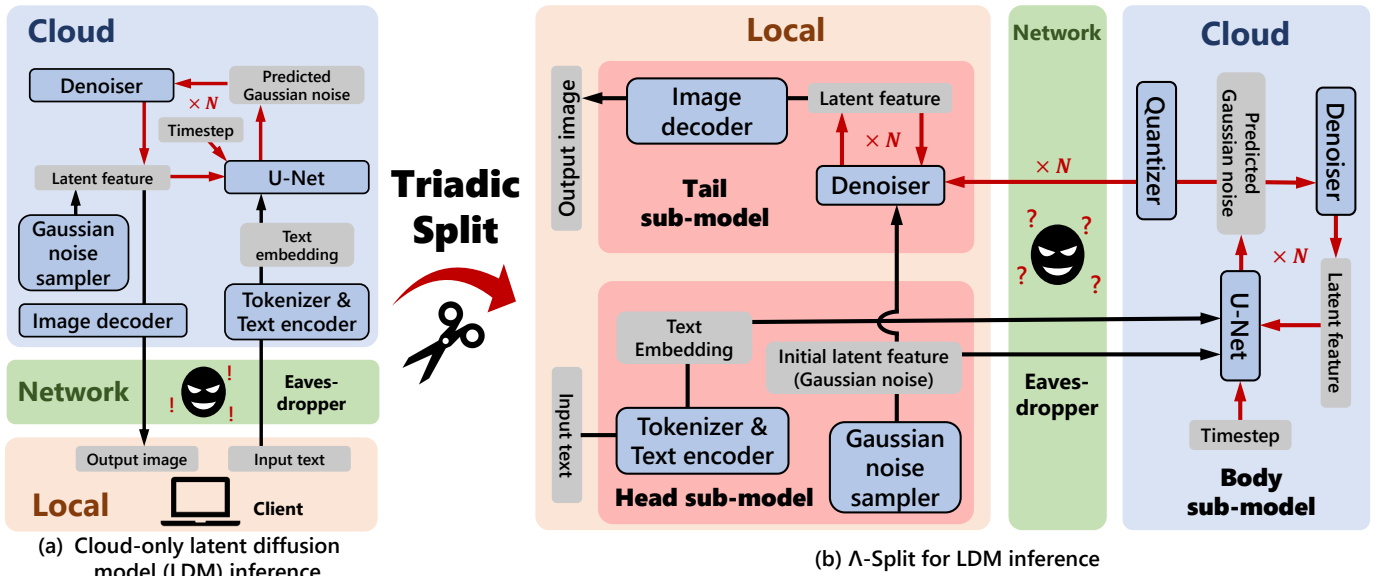 Cloud
Denoiser
Predicted
Gaussian noise
× N
Timestep
Latent feature
U-Net
Gaussian
noise
sampler
Text
embedding
Image decoder
Tokenizer &
Text encoder
Network
!
!
!
Eaves-
dropper
Output image
Input text
Local
Client
(a) Cloud-only latent diffusion
model (LDM) inference
Triadic
Split
Local
Output image
Image
decoder
Latent feature
× N
Tail
sub-model
Denoiser
Text
Embedding
Initial latent feature
(Gaussian noise)
Input text
Tokenizer &
Text encoder
Gaussian
noise
sampler
Head sub-model
Network
× N
?
?
?
?
Eaves-
dropper
Cloud
Quantizer
Predicted
Gaussian noise
Denoiser
× N
U-Net
Latent feature
Timestep
Body
sub-model
(b) Λ-Split for LDM inference